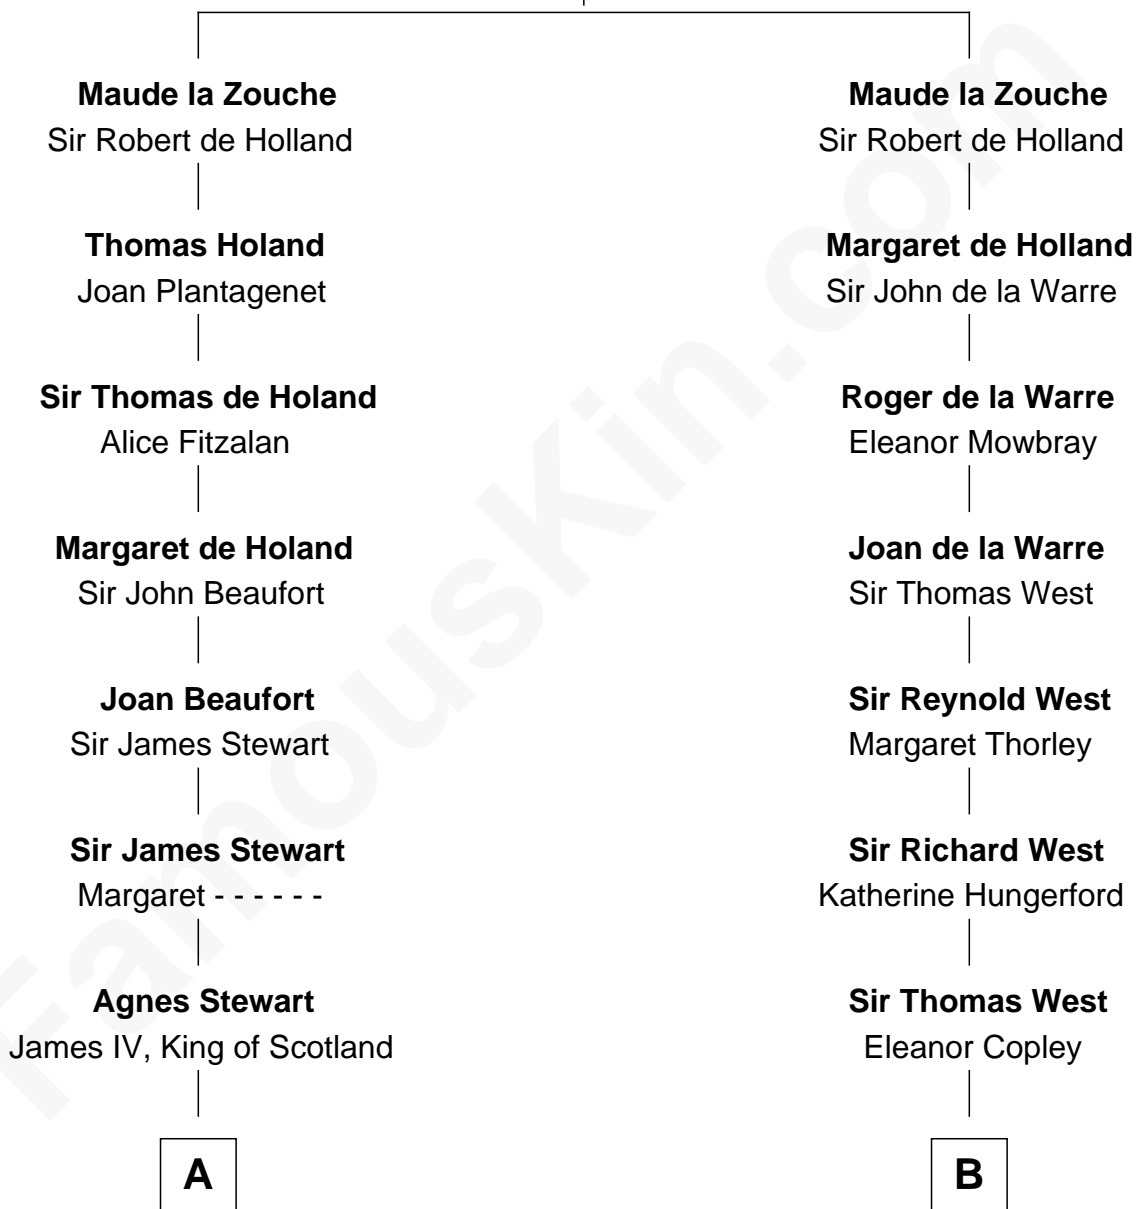 Maude la Zouche
Sir Robert de Holland
Thomas Holand
Joan Plantagenet
Sir Thomas de Holand
Alice Fitzalan
Margaret de Holand
Sir John Beaufort
Joan Beaufort
Sir James Stewart
Sir James Stewart
Margaret - - - - - -
Agnes Stewart
James IV, King of Scotland
A
Maude la Zouche
Sir Robert de Holland
Margaret de Holland
Sir John de la Warre
Roger de la Warre
Eleanor Mowbray
Joan de la Warre
Sir Thomas West
Sir Reynold West
Margaret Thorley
Sir Richard West
Katherine Hungerford
Sir Thomas West
Eleanor Copley
B
FamousKin.com